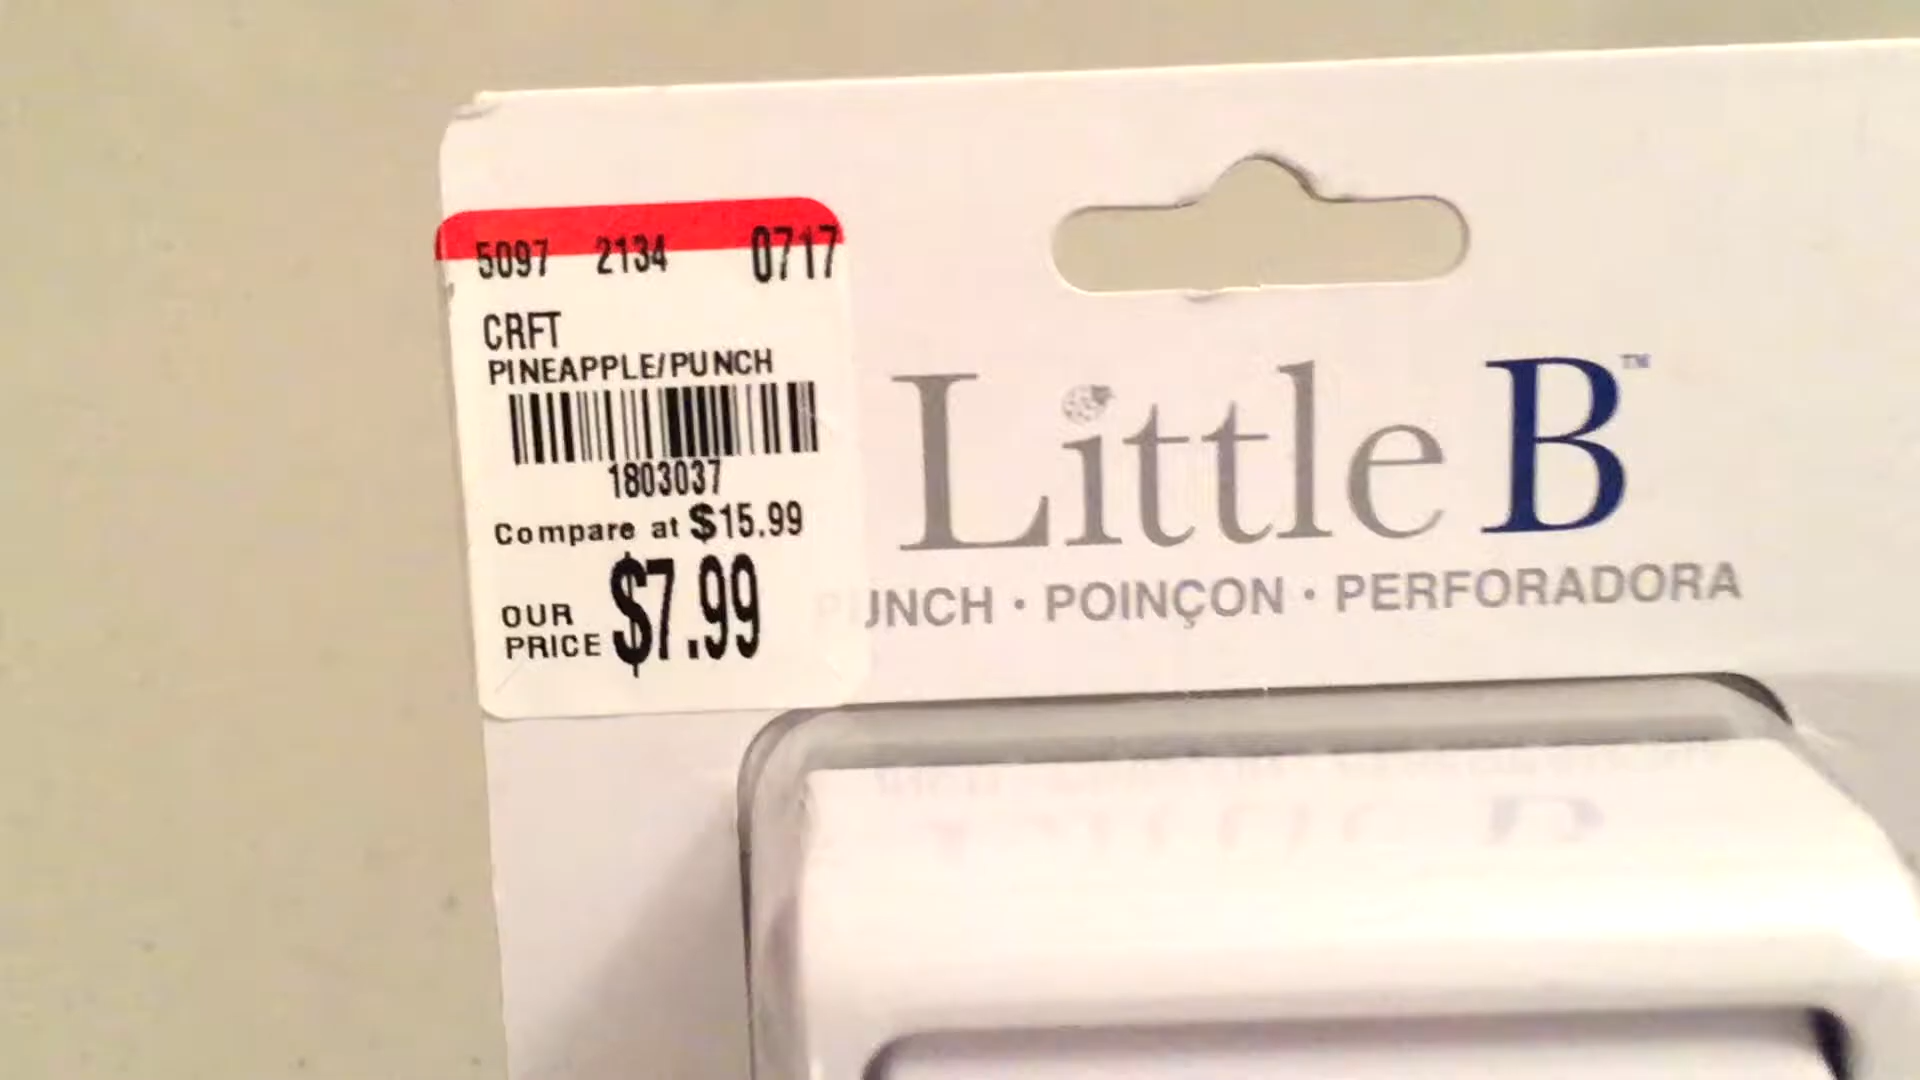 5097 2134 0717
CRFT
PINEAPPLE/PUNCH
1803037
Compare at $15.99
OUR PRICE $7.99
Little B™
PUNCH • POINÇON • PERFORADORA